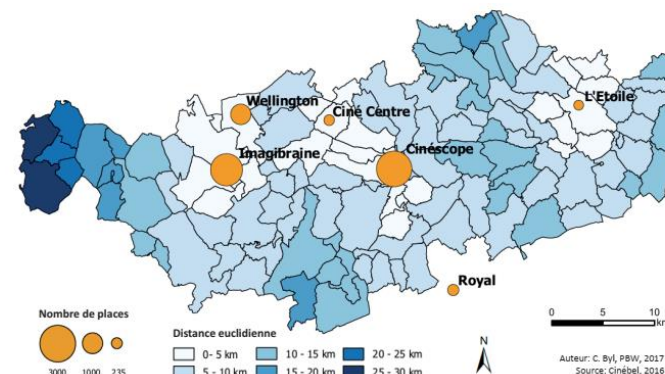 Wellington
Ciné Centre
L'Etoile
Imagibraine
Cinéscope
Royal
Nombre de places
3000 1000 235
Distance euclidienne
0- 5 km
5 - 10 km
10 - 15 km
15 - 20 km
20 - 25 km
25 - 30 km
N
0 5 10
km
Auteur: C. Byl, PBW, 2017
Source: Cinébel, 2016